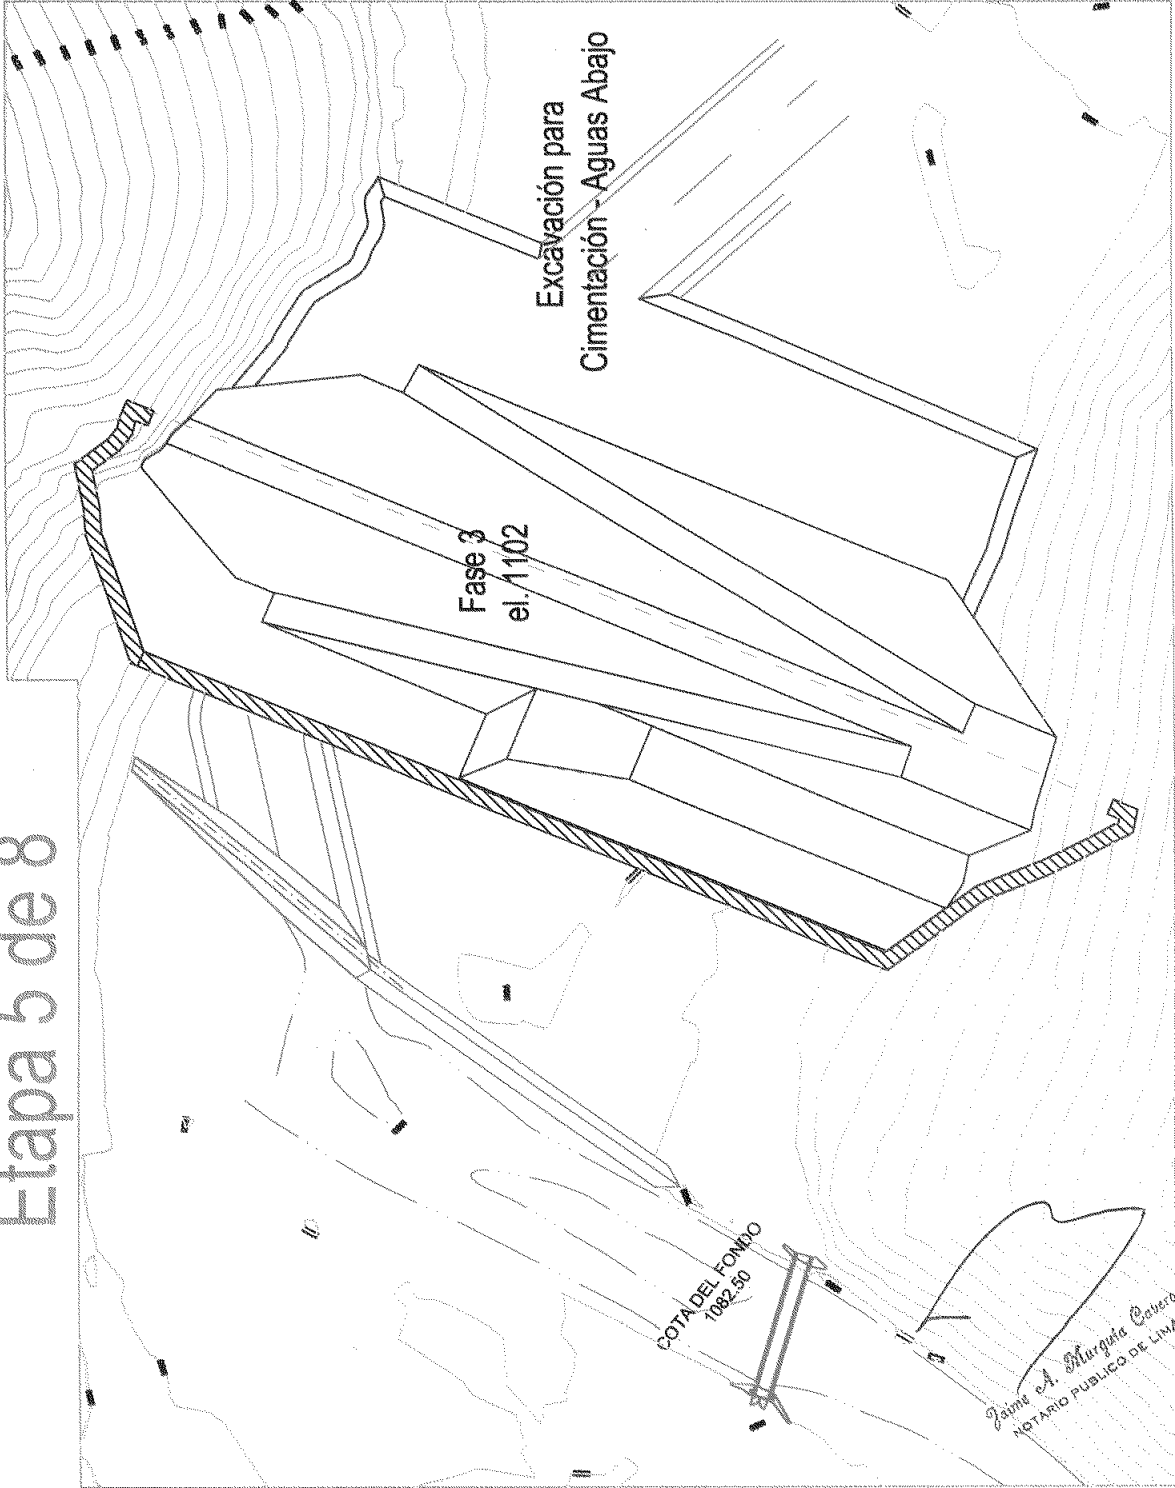 Etapa 5 de 8
Excavación para
Cimentación - Aguas Abajo
Fase 3
el. 1102
COTA DEL FONDO
1082.50
Jaime A. Murguia Cavero
NOTARIO PUBLICO DE LIMA